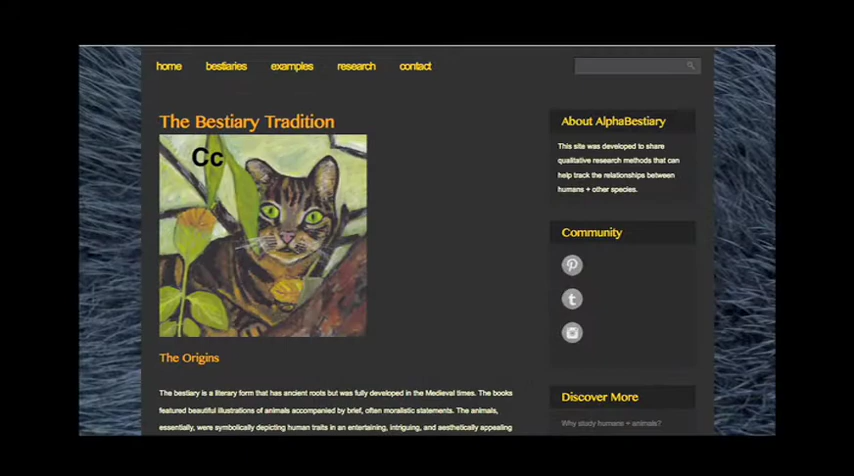 home bestiaries examples research contact
The Bestiary Tradition
Cc
The Origins
The bestiary is a literary form that has ancient roots but was fully developed in the Medieval times. The books
featured beautiful illustrations of animals accompanied by brief, often moralistic statements. The animals,
essentially, were symbolically depicting human traits in an entertaining, intriguing, and aesthetically appealing
About AlphaBestiary
This site was developed to share
qualitative research methods that can
help track the relationships between
humans + other species.
Community
Discover More
Why study humans + animals?